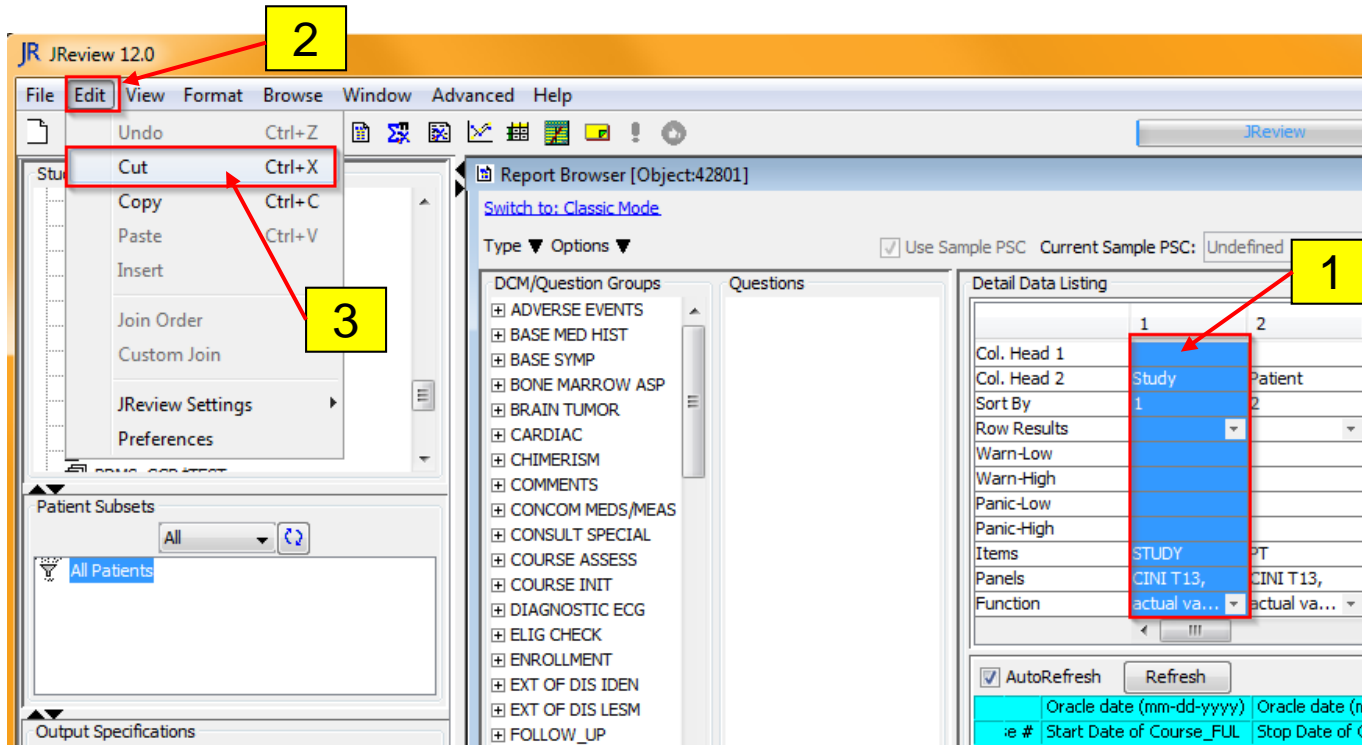 2
JR JReview 12.0
File Edit View Format Browse Window Advanced Help
Undo Ctrl+Z
Cut Ctrl+X
Copy Ctrl+C
Paste Ctrl+V
Insert
Join Order
Custom Join
JReview Settings
Preferences
3
JReview
Patient Subsets
All
All Patients
Output Specifications
Report Browser [Object:42801]
Switch to: Classic Mode
Type ▼ Options ▼ Use Sample PSC Current Sample PSC: Undefined
1
DCM/Question Groups
ADVERSE EVENTS
BASE MED HIST
BASE SYMP
BONE MARROW ASP
BRAIN TUMOR
CARDIAC
CHIMERISM
COMMENTS
CONCOM MEDS/MEAS
CONSULT SPECIAL
COURSE ASSESS
COURSE INIT
DIAGNOSTIC ECG
ELIG CHECK
ENROLLMENT
EXT OF DIS IDEN
EXT OF DIS LESM
FOLLOW_UP
Questions
Detail Data Listing
1 2
Col. Head 1
Col. Head 2 Study Patient
Sort By 1 2
Row Results
Warn-Low
Warn-High
Panic-Low
Panic-High
Items STUDY PT
Panels CINI T13, CINI T13,
Function actual va... actual va...
AutoRefresh Refresh
Oracle date (mm-dd-yyyy) Oracle date
# Start Date of Course_FUL Stop Date of